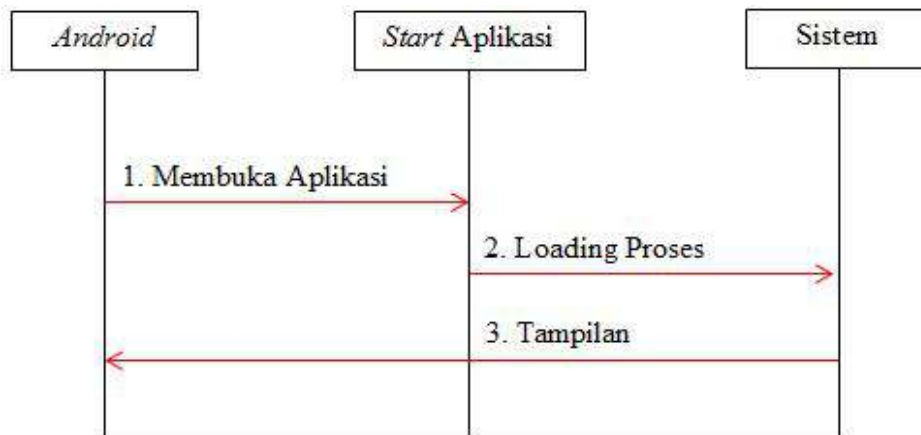 Android
Start Aplikasi
Sistem
1. Membuka Aplikasi
2. Loading Proses
3. Tampilan